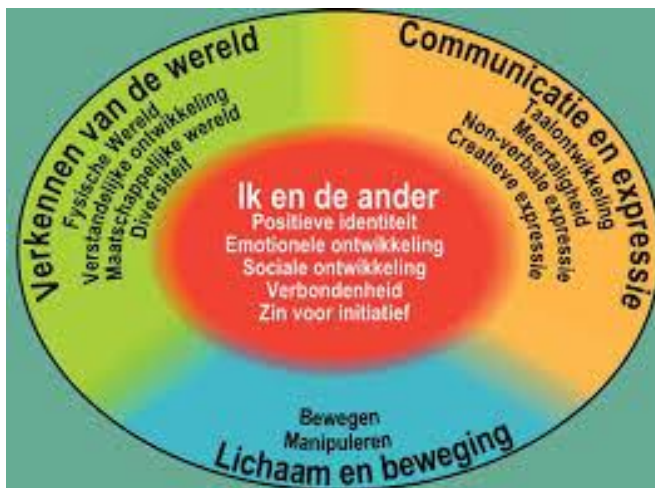 Verkennen van de wereld
Fysische Wereld
Verstandelijke ontwikkeling
Maatschappelijke wereld
Diversiteit
Communicatie en expressie
Taalontwikkeling
Meertaligheid
Non-verbale expressie
Creatieve expressie
Ik en de ander
Positieve identiteit
Emotionele ontwikkeling
Sociale ontwikkeling
Verbondenheid
Zin voor initiatief
Bewegen
Manipuleren
Lichaam en beweging